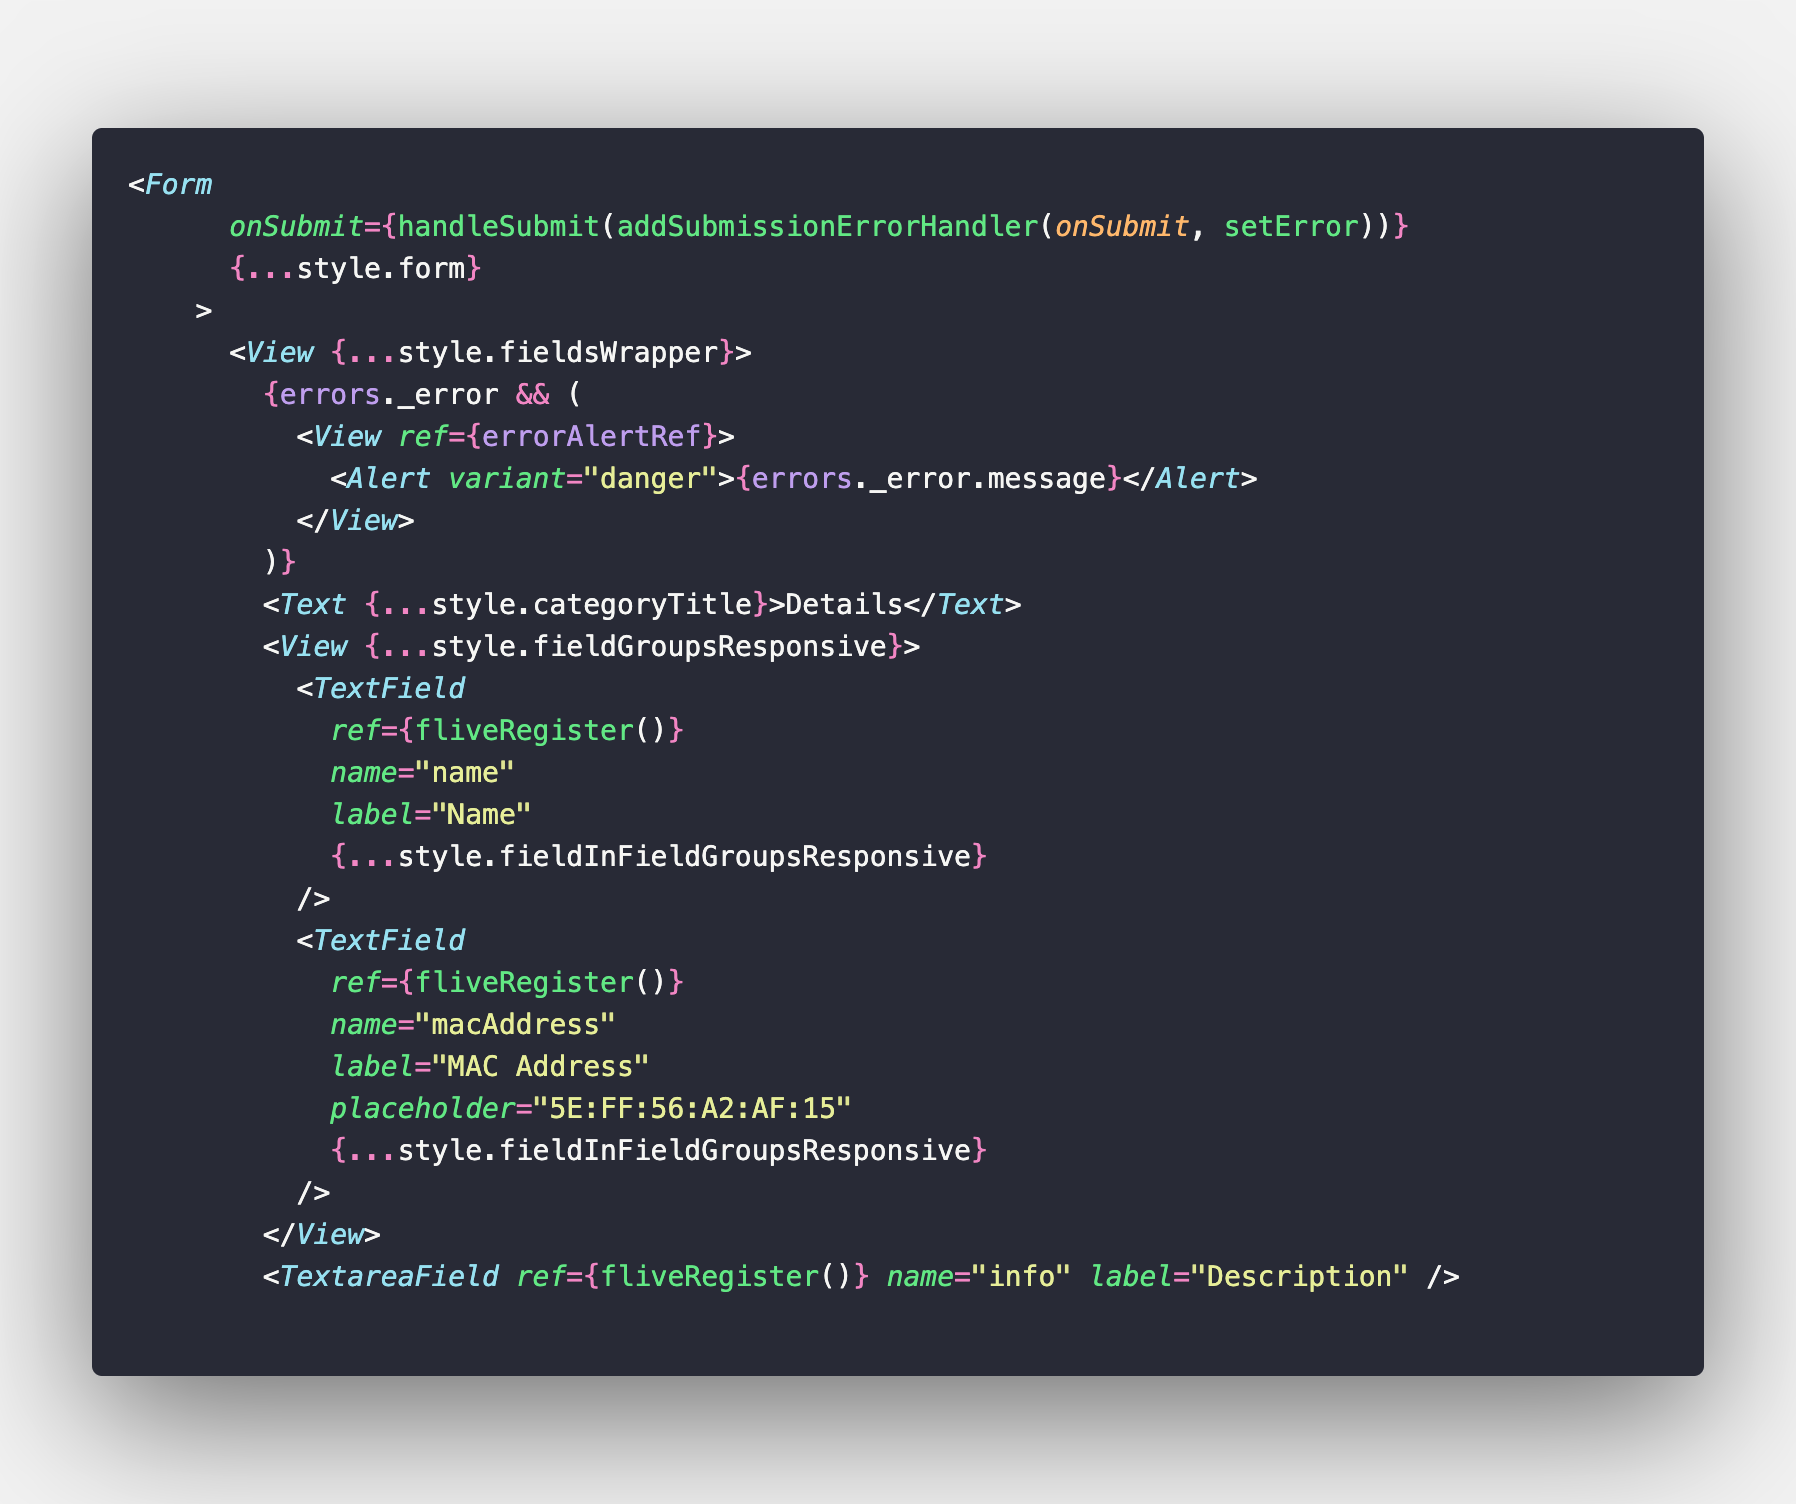 <Form
      onSubmit={handleSubmit(addSubmissionErrorHandler(onSubmit, setError))}
      {...style.form}
    >
      <View {...style.fieldsWrapper}>
        {errors._error && (
          <View ref={errorAlertRef}>
            <Alert variant="danger">{errors._error.message}</Alert>
          </View>
        )}
        <Text {...style.categoryTitle}>Details</Text>
        <View {...style.fieldGroupsResponsive}>
          <TextField
            ref={fliveRegister()}
            name="name"
            label="Name"
            {...style.fieldInFieldGroupsResponsive}
          />
          <TextField
            ref={fliveRegister()}
            name="macAddress"
            label="MAC Address"
            placeholder="5E:FF:56:A2:AF:15"
            {...style.fieldInFieldGroupsResponsive}
          />
        </View>
        <TextareaField ref={fliveRegister()} name="info" label="Description" />